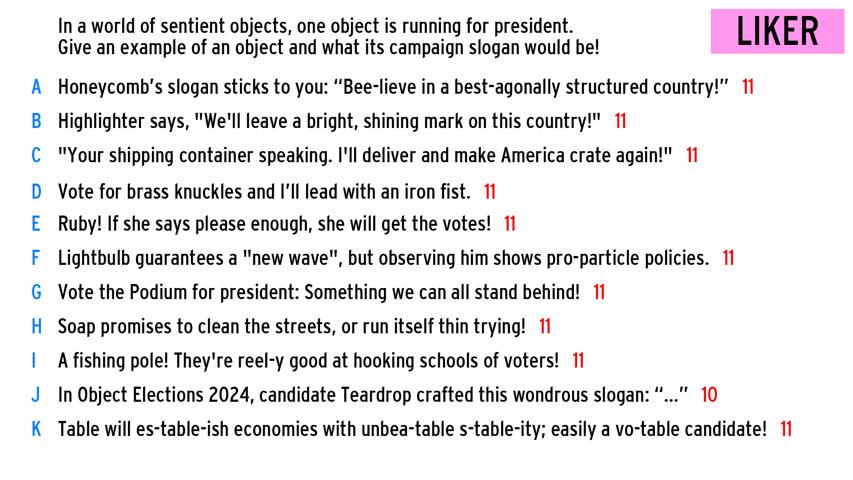 In a world of sentient objects, one object is running for president.
Give an example of an object and what its campaign slogan would be!
LIKER
A Honeycomb's slogan sticks to you: “Bee-lieve in a best-agonally structured country!” 11
B Highlighter says, "We'll leave a bright, shining mark on this country!" 11
C "Your shipping container speaking. I'll deliver and make America crate again!" 11
D Vote for brass knuckles and I’ll lead with an iron fist. 11
E Ruby! If she says please enough, she will get the votes! 11
F Lightbulb guarantees a "new wave", but observing him shows pro-particle policies. 11
G Vote the Podium for president: Something we can all stand behind! 11
H Soap promises to clean the streets, or run itself thin trying! 11
I A fishing pole! They're reel-y good at hooking schools of voters! 11
J In Object Elections 2024, candidate Teardrop crafted this wondrous slogan: “...” 10
K Table will es-table-ish economies with unbea-table s-table-ity; easily a vo-table candidate! 11